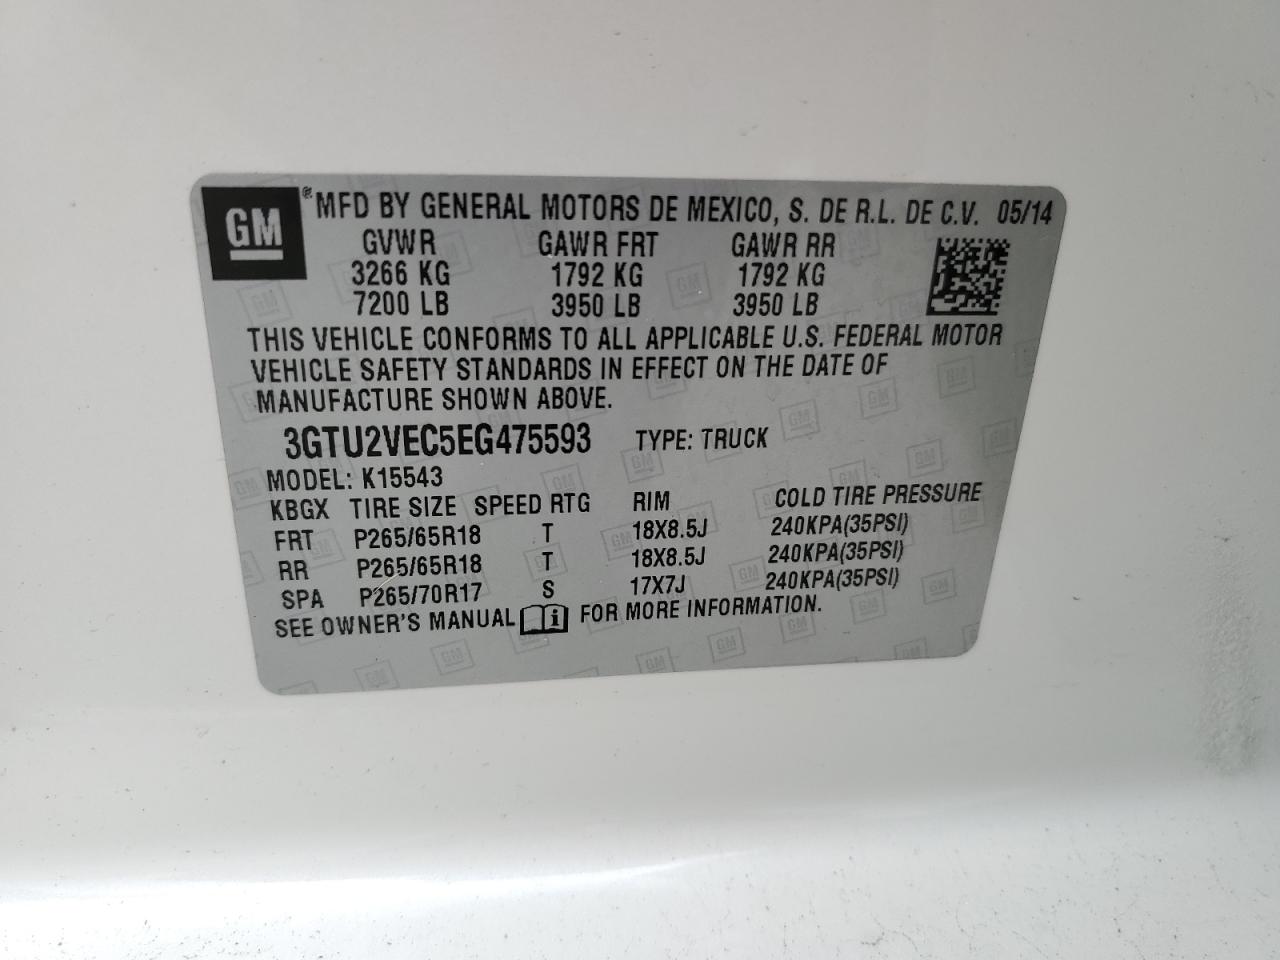 GM ® MFD BY GENERAL MOTORS DE MEXICO, S. DE R.L. DE C.V. 05/14
GVWR GAWR FRT GAWR RR
3266 KG 1792 KG 1792 KG
7200 LB 3950 LB 3950 LB
THIS VEHICLE CONFORMS TO ALL APPLICABLE U.S. FEDERAL MOTOR
VEHICLE SAFETY STANDARDS IN EFFECT ON THE DATE OF
MANUFACTURE SHOWN ABOVE.
3GTU2VEC5EG475593 TYPE: TRUCK
MODEL: K15543
KBGX TIRE SIZE SPEED RTG RIM COLD TIRE PRESSURE
FRT P265/65R18 T 18X8.5J 240KPA(35PSI)
RR P265/65R18 T 18X8.5J 240KPA(35PSI)
SPA P265/70R17 S 17X7J 240KPA(35PSI)
SEE OWNER'S MANUAL i FOR MORE INFORMATION.